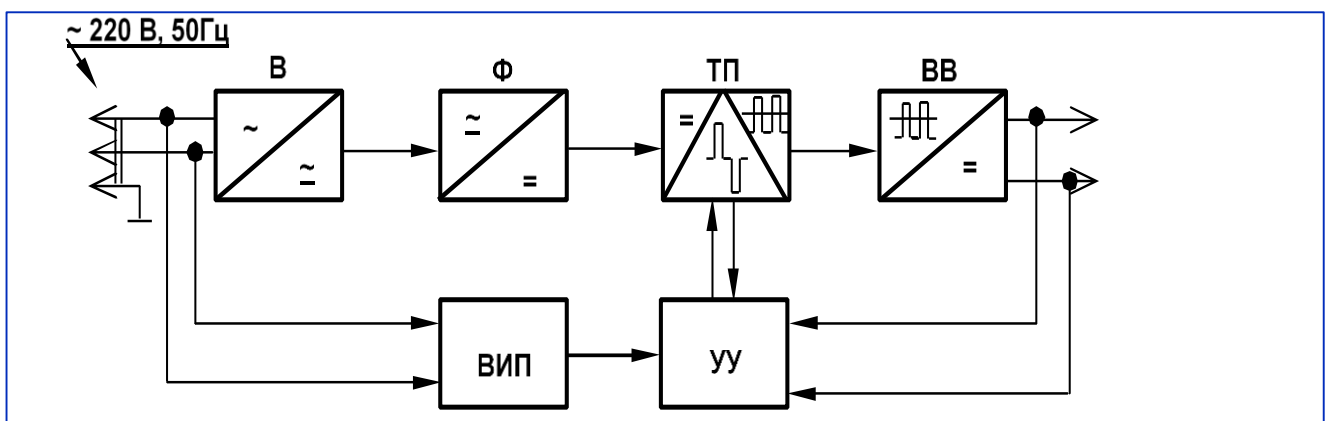 ~ 220 В, 50Гц
В
Ф
ТП
ВВ
~
~
~
=
=
=
ВИП
УУ